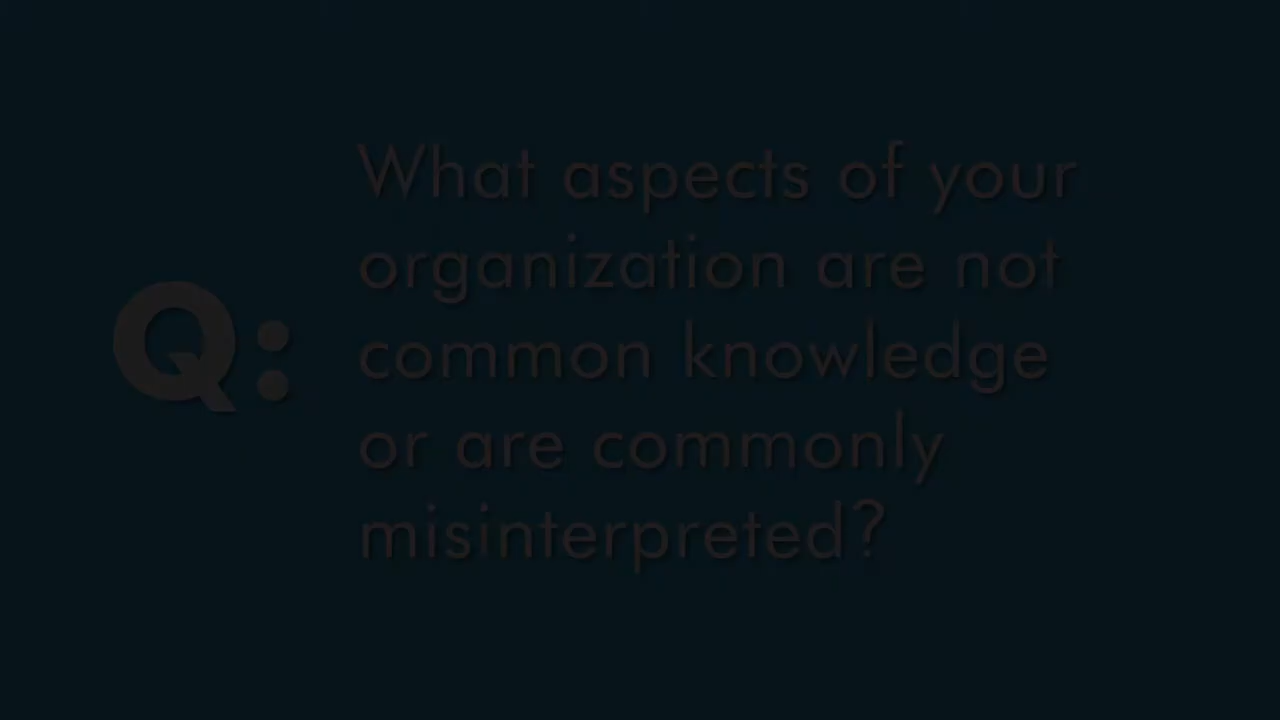 Q:
What aspects of your
organization are not
common knowledge
or are commonly
misinterpreted?